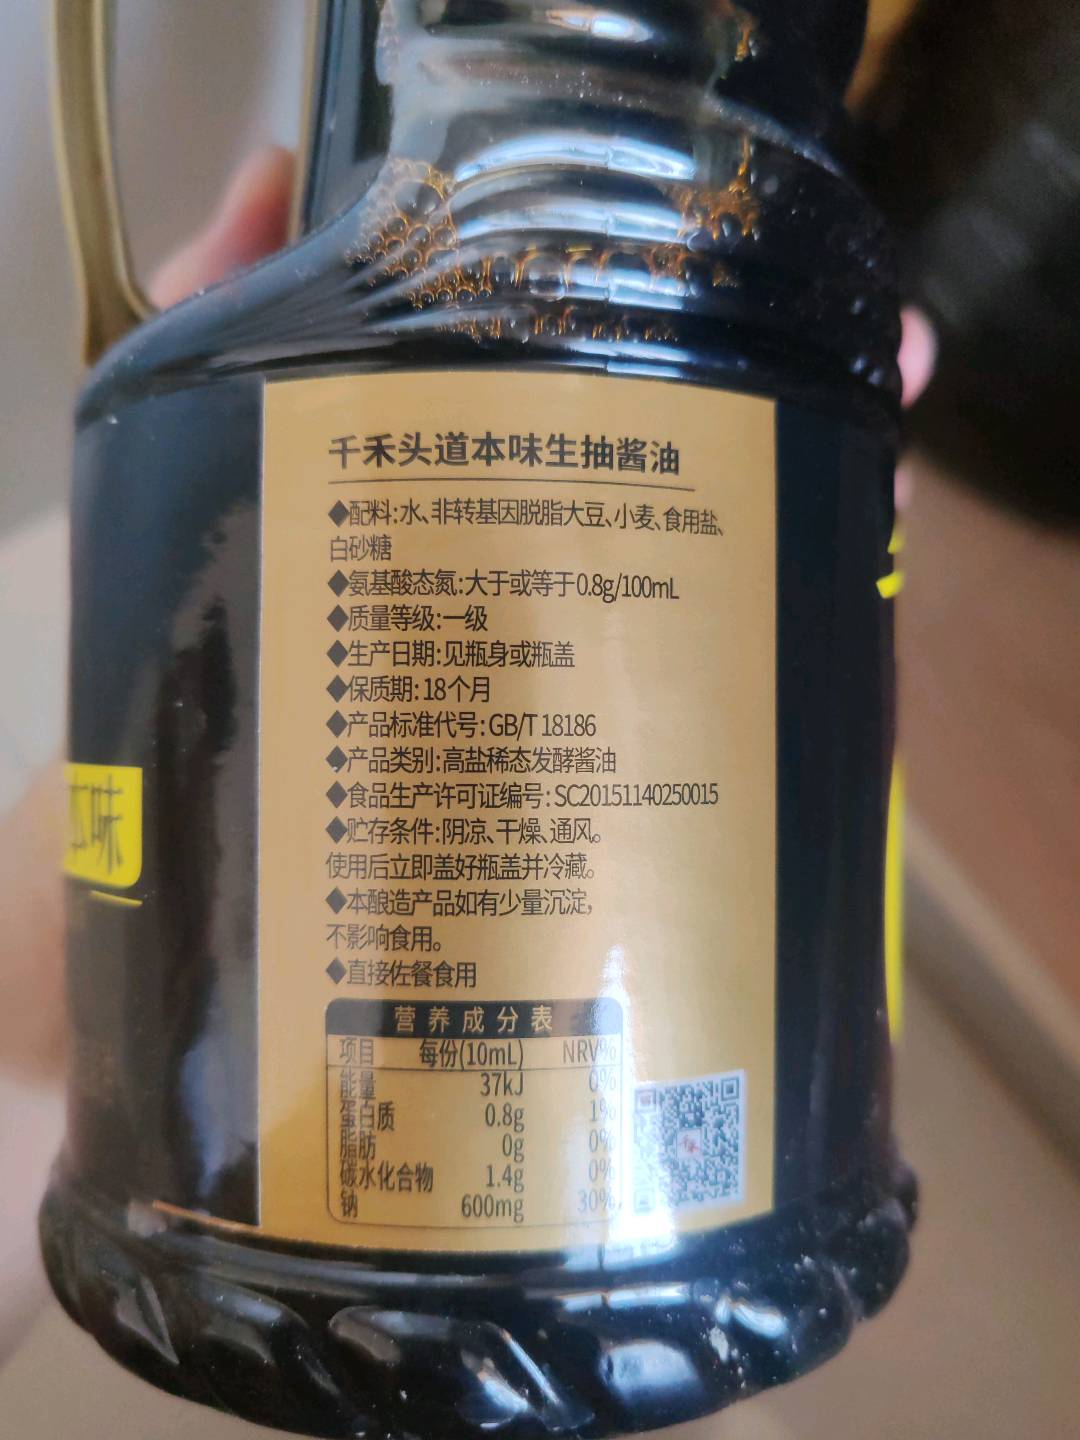 千禾头道本味生抽酱油
◆配料:水、非转基因脱脂大豆、小麦、食用盐、
白砂糖
◆氨基酸态氮:大于或等于0.8g/100mL
◆质量等级:一级
◆生产日期:见瓶身或瓶盖
◆保质期:18个月
◆产品标准代号:GB/T 18186
◆产品类别:高盐稀态发酵酱油
◆食品生产许可证编号:SC20151140250015
◆贮存条件:阴凉、干燥、通风。
使用后立即盖好瓶盖并冷藏。
◆本酿造产品如有少量沉淀,
不影响食用。
◆直接佐餐食用
营养成分表
项目 每份(10mL) NRV%
能量 37kJ 0%
蛋白质 0.8g 1%
脂肪 0g 0%
碳水化合物 1.4g 0%
钠 600mg 30%
本味